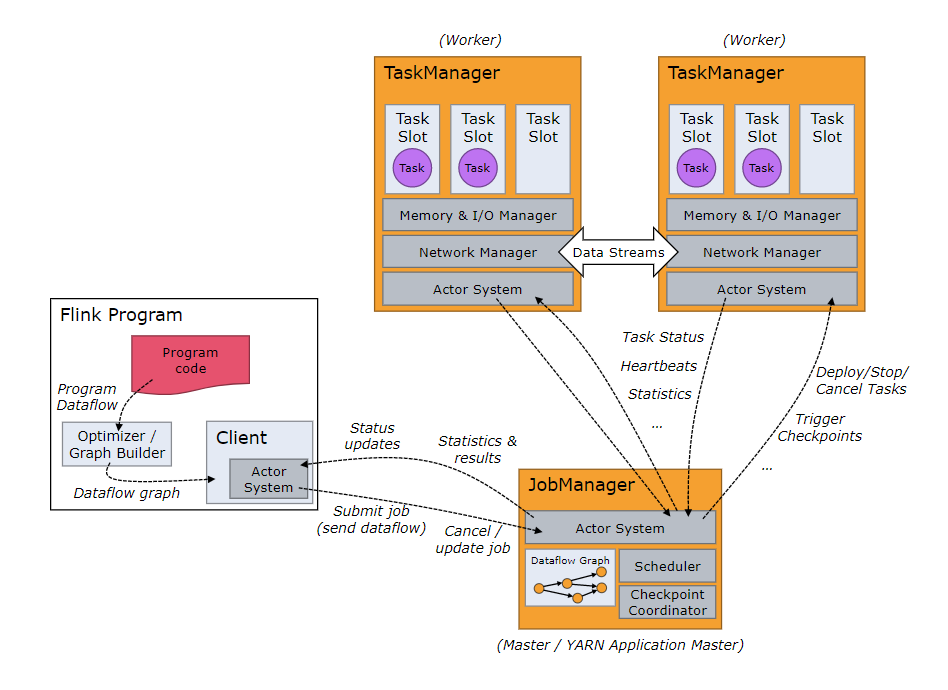 (Worker)
(Worker)
TaskManager
TaskManager
Task
Slot
Task
Slot
Task
Slot
Task
Task
Task
Slot
Task
Slot
Task
Slot
Task
Task
Memory & I/O Manager
Memory & I/O Manager
Network Manager
Data Streams
Network Manager
Actor System
Actor System
Flink Program
Program
code
Program
Dataflow
Optimizer /
Graph Builder
Dataflow graph
Client
Actor
System
Status
updates
Statistics &
results
Submit job
(send dataflow)
Cancel /
update job
Task Status
Heartbeats
Statistics
...
Deploy/Stop/
Cancel Tasks
Trigger
Checkpoints
...
JobManager
Actor System
Dataflow Graph
Scheduler
Checkpoint
Coordinator
(Master / YARN Application Master)